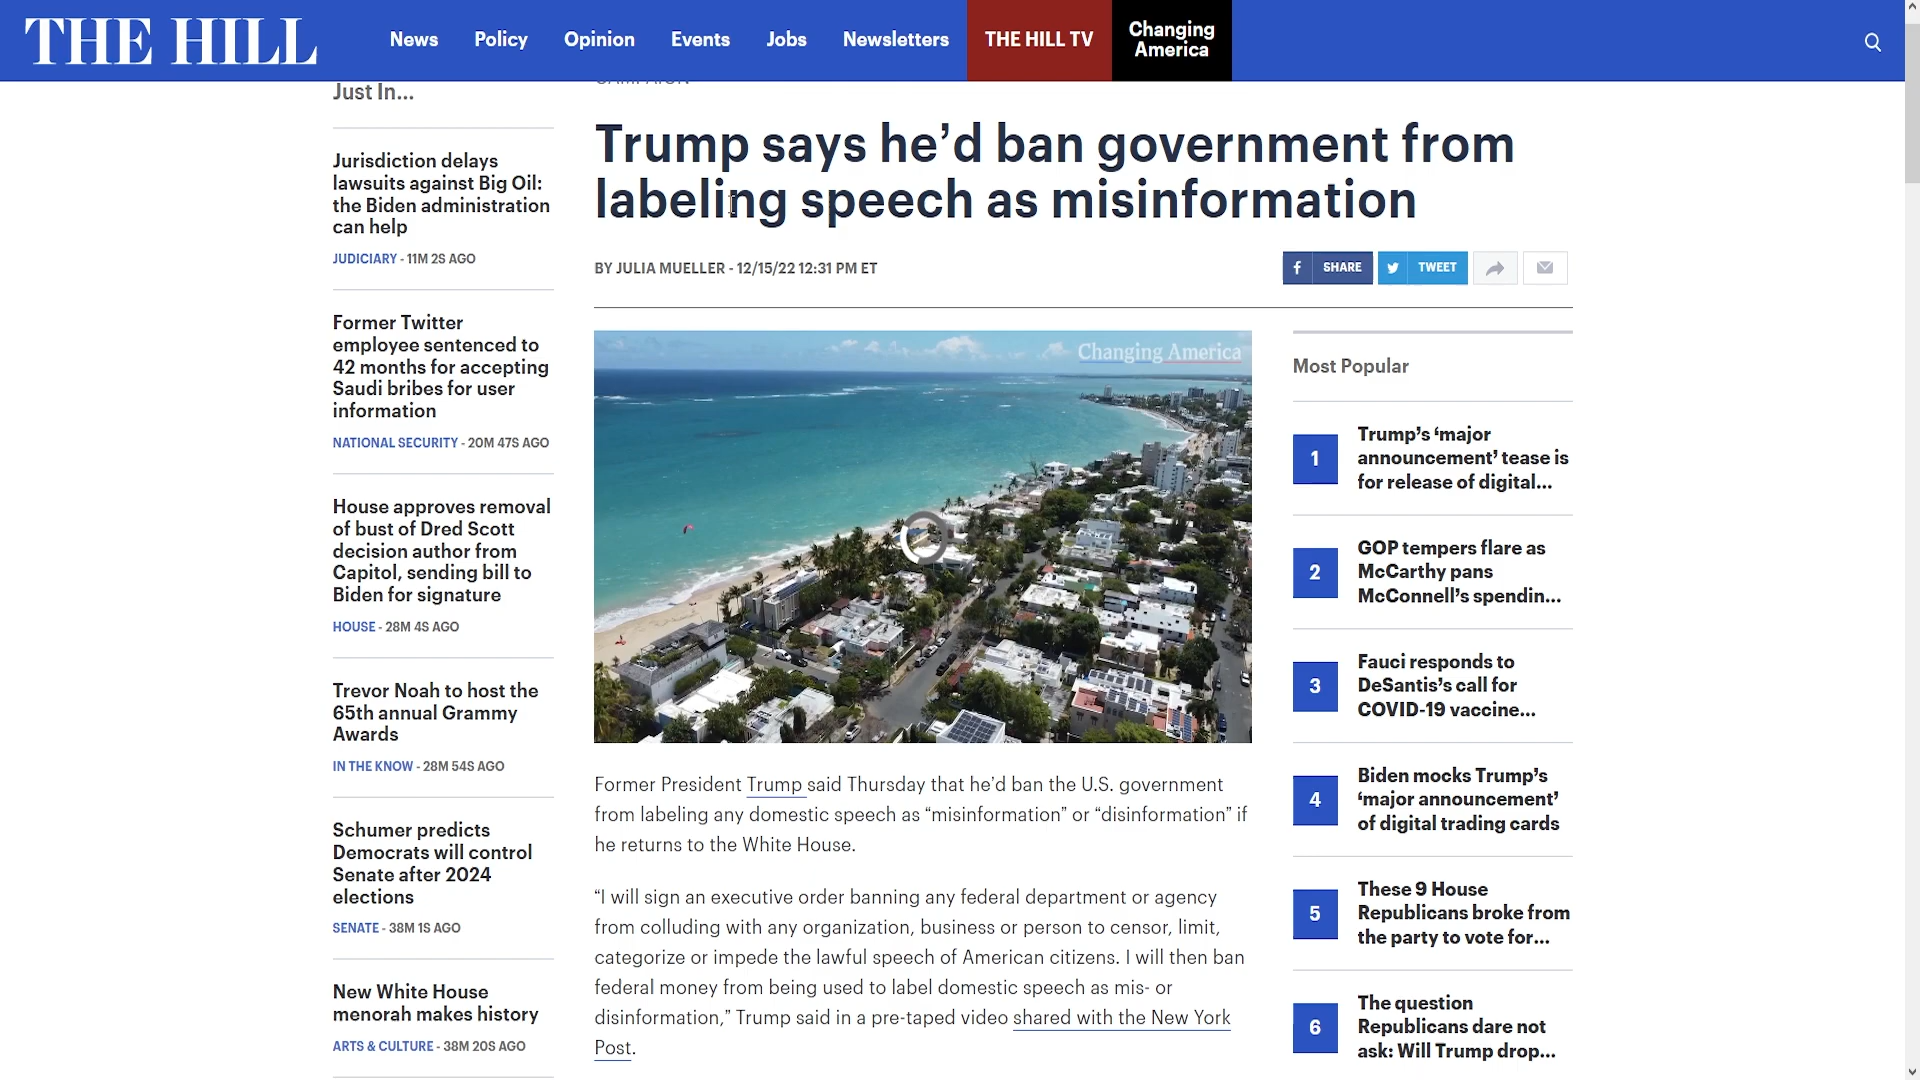 THE HILL
News
Policy
Opinion
Events
Jobs
Newsletters
THE HILL TV
Changing
America
Just In...
Jurisdiction delays
lawsuits against Big Oil:
the Biden administration
can help
JUDICIARY - 11M 2S AGO
Former Twitter
employee sentenced to
42 months for accepting
Saudi bribes for user
information
NATIONAL SECURITY - 20M 47S AGO
House approves removal
of bust of Dred Scott
decision author from
Capitol, sending bill to
Biden for signature
HOUSE - 28M 4S AGO
Trevor Noah to host the
65th annual Grammy
Awards
IN THE KNOW - 28M 54S AGO
Schumer predicts
Democrats will control
Senate after 2024
elections
SENATE - 38M 1S AGO
New White House
menorah makes history
ARTS & CULTURE - 38M 20S AGO
Trump says he’d ban government from
labeling speech as misinformation
BY JULIA MUELLER - 12/15/22 12:31 PM ET
SHARE
TWEET
Changing America
Former President Trump said Thursday that he’d ban the U.S. government
from labeling any domestic speech as “misinformation” or “disinformation” if
he returns to the White House.
“I will sign an executive order banning any federal department or agency
from colluding with any organization, business or person to censor, limit,
categorize or impede the lawful speech of American citizens. I will then ban
federal money from being used to label domestic speech as mis- or
disinformation,” Trump said in a pre-taped video shared with the New York
Post.
Most Popular
1
Trump’s ‘major
announcement’ tease is
for release of digital...
2
GOP tempers flare as
McCarthy pans
McConnell’s spendin...
3
Fauci responds to
DeSantis’s call for
COVID-19 vaccine...
4
Biden mocks Trump’s
‘major announcement’
of digital trading cards
5
These 9 House
Republicans broke from
the party to vote for...
6
The question
Republicans dare not
ask: Will Trump drop...